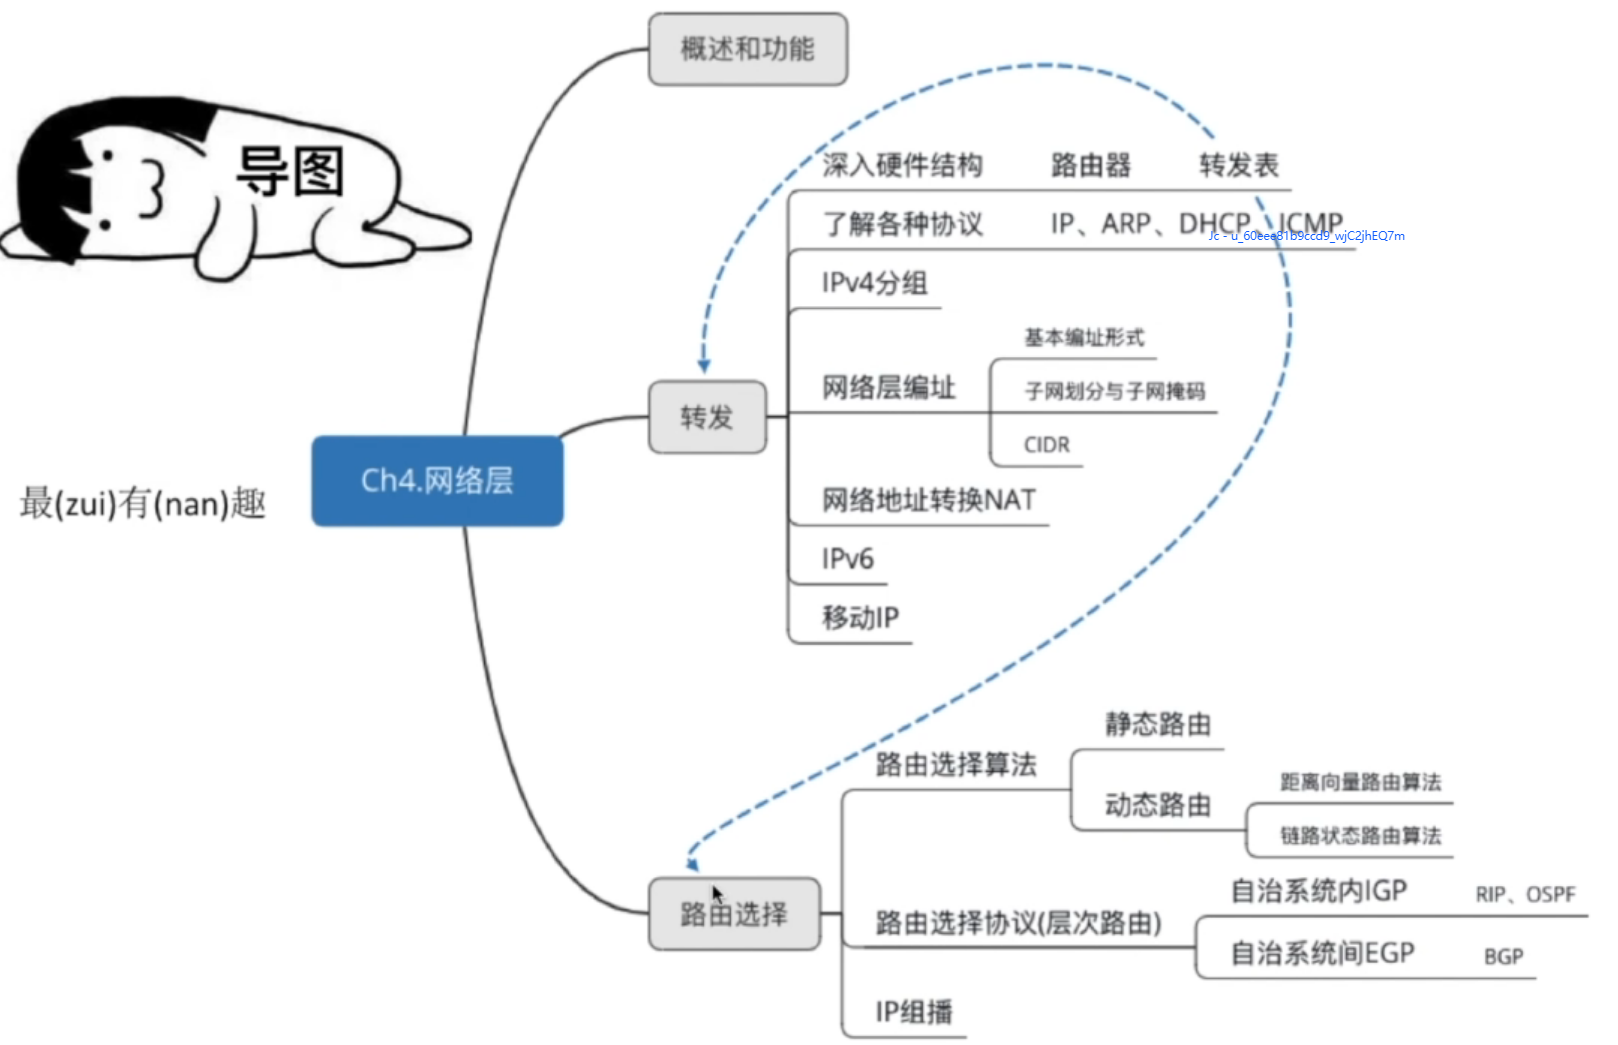 概述和功能
导图
深入硬件结构 路由器 转发表
了解各种协议 IP、ARP、DHCP、ICMP
Jc - u_60eee81b9ccd9_wjC2jhEQ7m
IPv4分组
基本编址形式
网络层编址
子网划分与子网掩码
转发
CIDR
Ch4.网络层
最(zui)有(nan)趣
网络地址转换NAT
IPv6
移动IP
静态路由
路由选择算法
距离向量路由算法
动态路由
链路状态路由算法
自治系统内IGP RIP、OSPF
路由选择
路由选择协议(层次路由)
自治系统间EGP BGP
IP组播